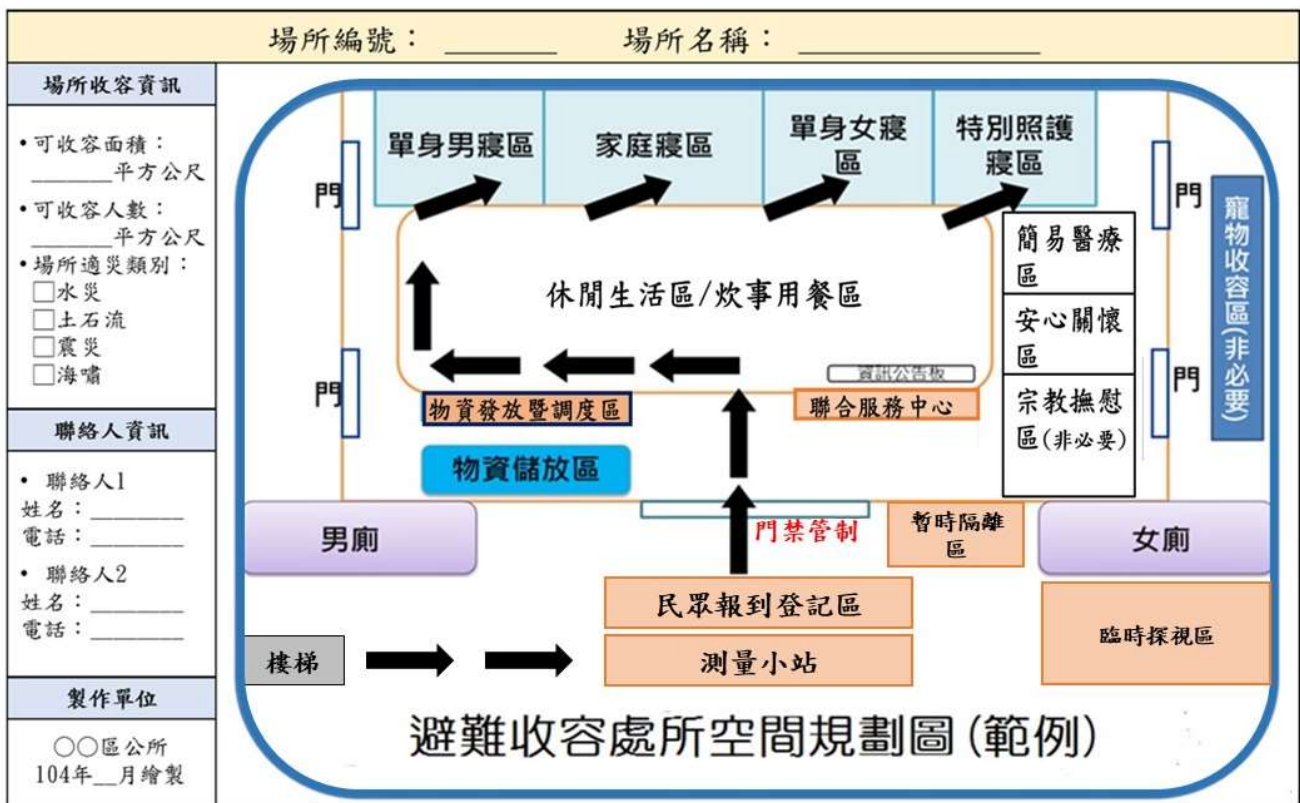 場所編號： ______ 場所名稱： ____________
場所收容資訊
•可收容面積：
______平方公尺
•可收容人數：
______平方公尺
•場所適災類別：
□水災
□土石流
□震災
□海嘯
聯絡人資訊
• 聯絡人1
姓名：_______
電話：_______
• 聯絡人2
姓名：_______
電話：_______
製作單位
○○區公所
104年__月繪製
單身男寢區
家庭寢區
單身女寢
區
特別照護
寢區
門
門
門
門
寵物收容區(非必要)
簡易醫療
區
安心關懷
區
宗教撫慰
區(非必要)
休閒生活區/炊事用餐區
資訊公告板
物資發放暨調度區
聯合服務中心
物資儲放區
男廁
門禁管制
暫時隔離
區
女廁
民眾報到登記區
測量小站
臨時探視區
樓梯
避難收容處所空間規劃圖(範例)